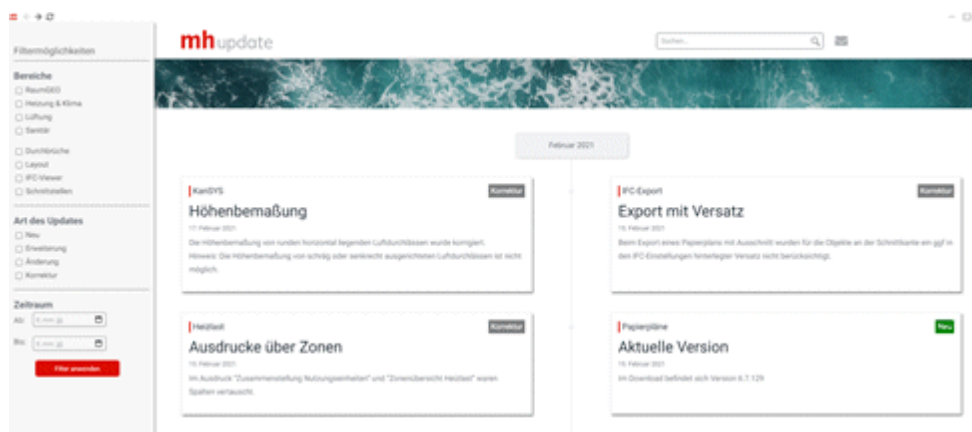 Filtermöglichkeiten
Bereiche
RaumGEO
Heizung & Klima
Lüftung
Sanitär
Durchbrüche
Layout
IFC-Viewer
Schnittstellen
Art des Updates
Neu
Erweiterung
Änderung
Korrektur
Zeitraum
Ab:
Bis:
Filter anwenden
mh update
Suchen...
Februar 2021
KanSYS
Korrektur
Höhenbemaßung
17. Februar 2021
Die Höhenbemaßung von runden horizontal liegenden Luftdurchlässen wurde korrigiert.
Hinweis: Die Höhenbemaßung von schräg oder senkrecht ausgerichteten Luftdurchlässen ist nicht
möglich.
IFC-Export
Korrektur
Export mit Versatz
15. Februar 2021
Beim Export eines Papierplans mit Ausschnitt wurden für die Objekte an der Schnittkante ein ggf in
den IFC-Einstellungen hinterlegter Versatz nicht berücksichtigt.
Heizlast
Korrektur
Ausdrucke über Zonen
15. Februar 2021
Im Ausdruck "Zusammenstellung Nutzungseinheiten" und "Zonenübersicht Heizlast" waren
Spalten vertauscht.
Papierpläne
Neu
Aktuelle Version
15. Februar 2021
Im Download befindet sich Version 6.7.129